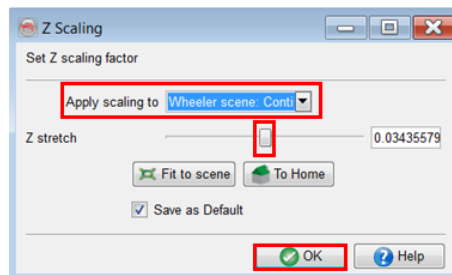 Z Scaling
Set Z scaling factor
Apply scaling to Wheeler scene: Conti
Z stretch 0.03435579
Fit to scene To Home
Save as Default
OK Help